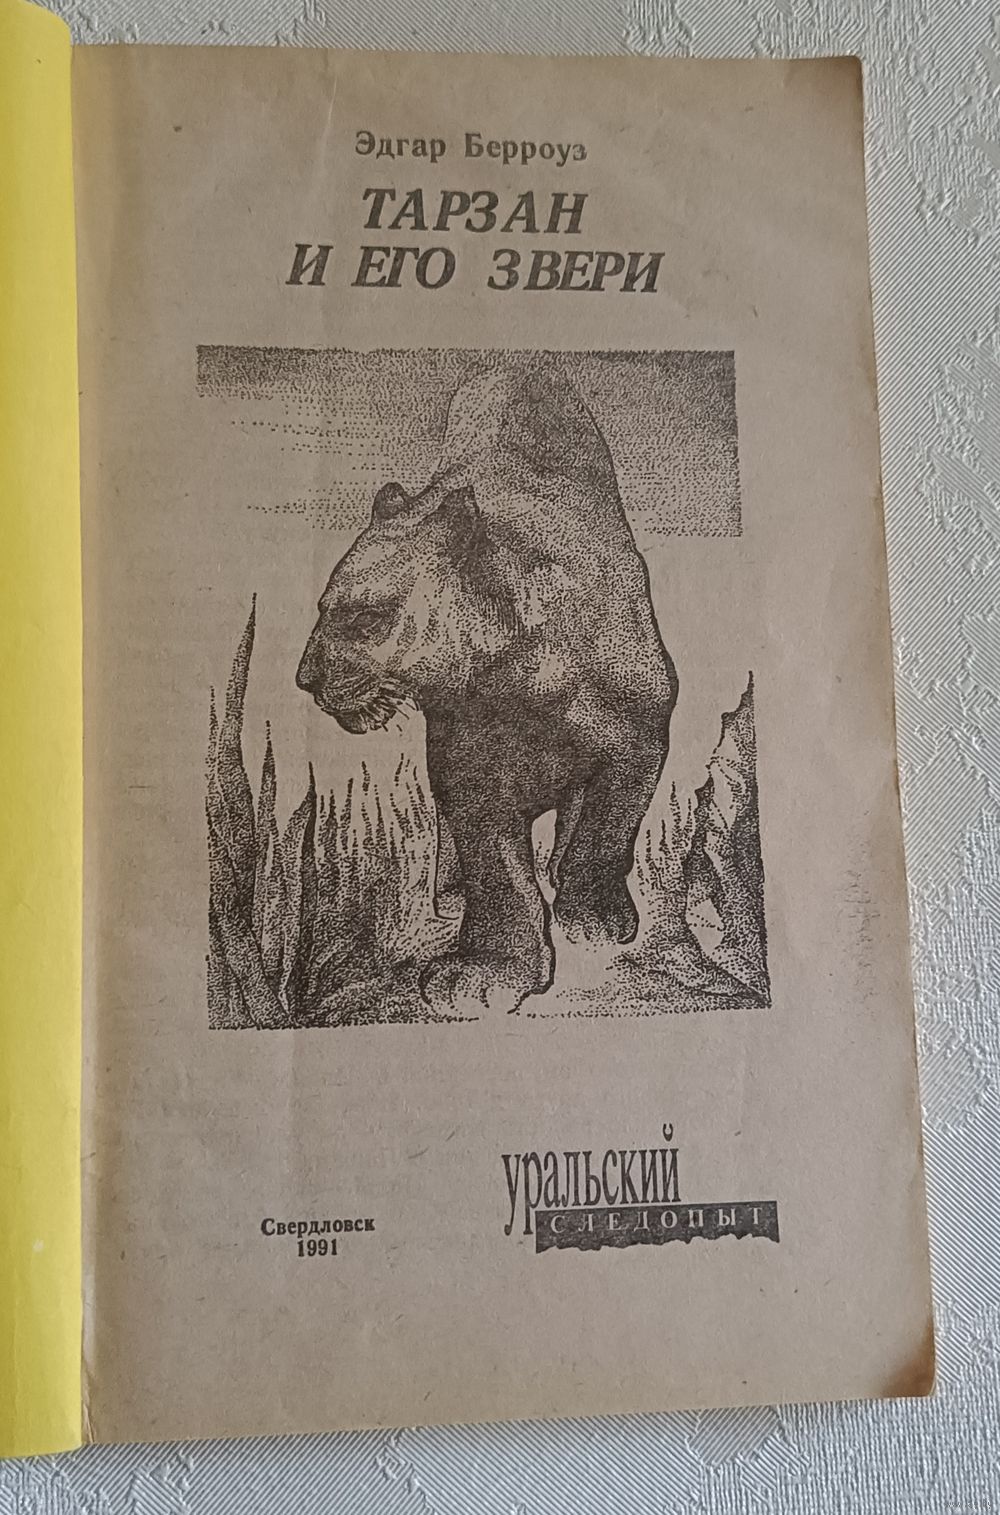 Эдгар Берроуз
ТАРЗАН
И ЕГО ЗВЕРИ
уральский
СЛЕДОПЫТ
Свердловск
1991